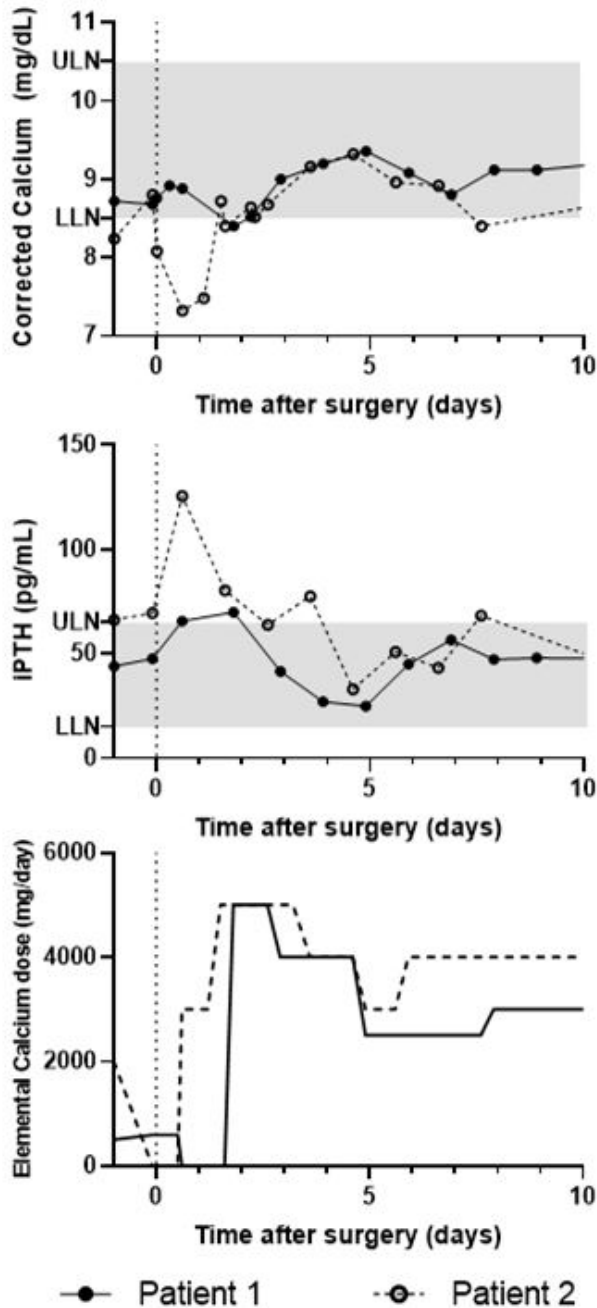 Corrected Calcium (mg/dL)
11
ULN
10
9
LLN
8
7
0
5
10
Time after surgery (days)
iPTH (pg/mL)
150
100
ULN
50
LLN
0
0
5
10
Time after surgery (days)
Elemental Calcium dose (mg/day)
6000
4000
2000
0
0
5
10
Time after surgery (days)
Patient 1
Patient 2